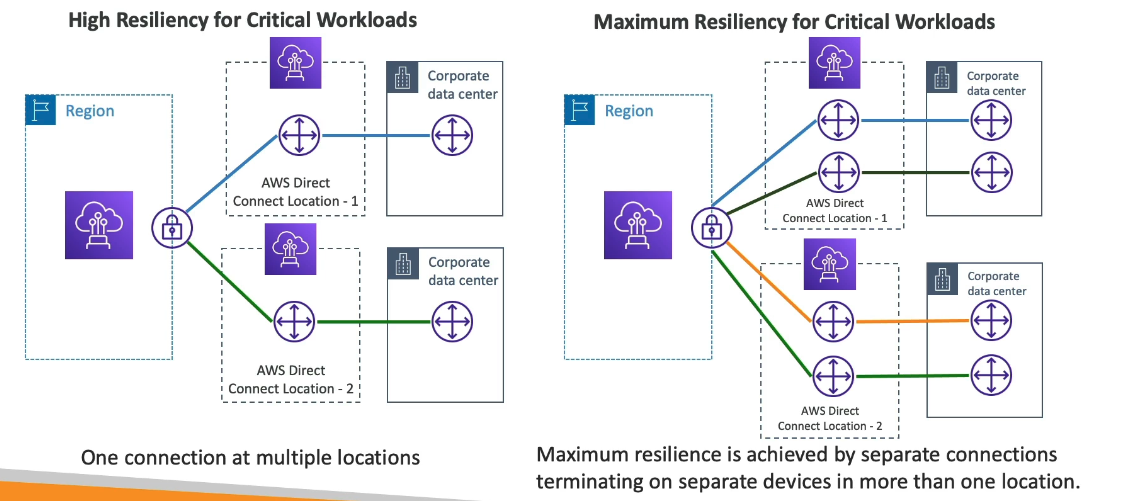 High Resiliency for Critical Workloads
Region
Corporate
data center
AWS Direct
Connect Location - 1
Corporate
data center
AWS Direct
Connect Location - 2
One connection at multiple locations
Maximum Resiliency for Critical Workloads
Region
Corporate
data center
AWS Direct
Connect Location - 1
Corporate
data center
AWS Direct
Connect Location - 2
Maximum resilience is achieved by separate connections
terminating on separate devices in more than one location.